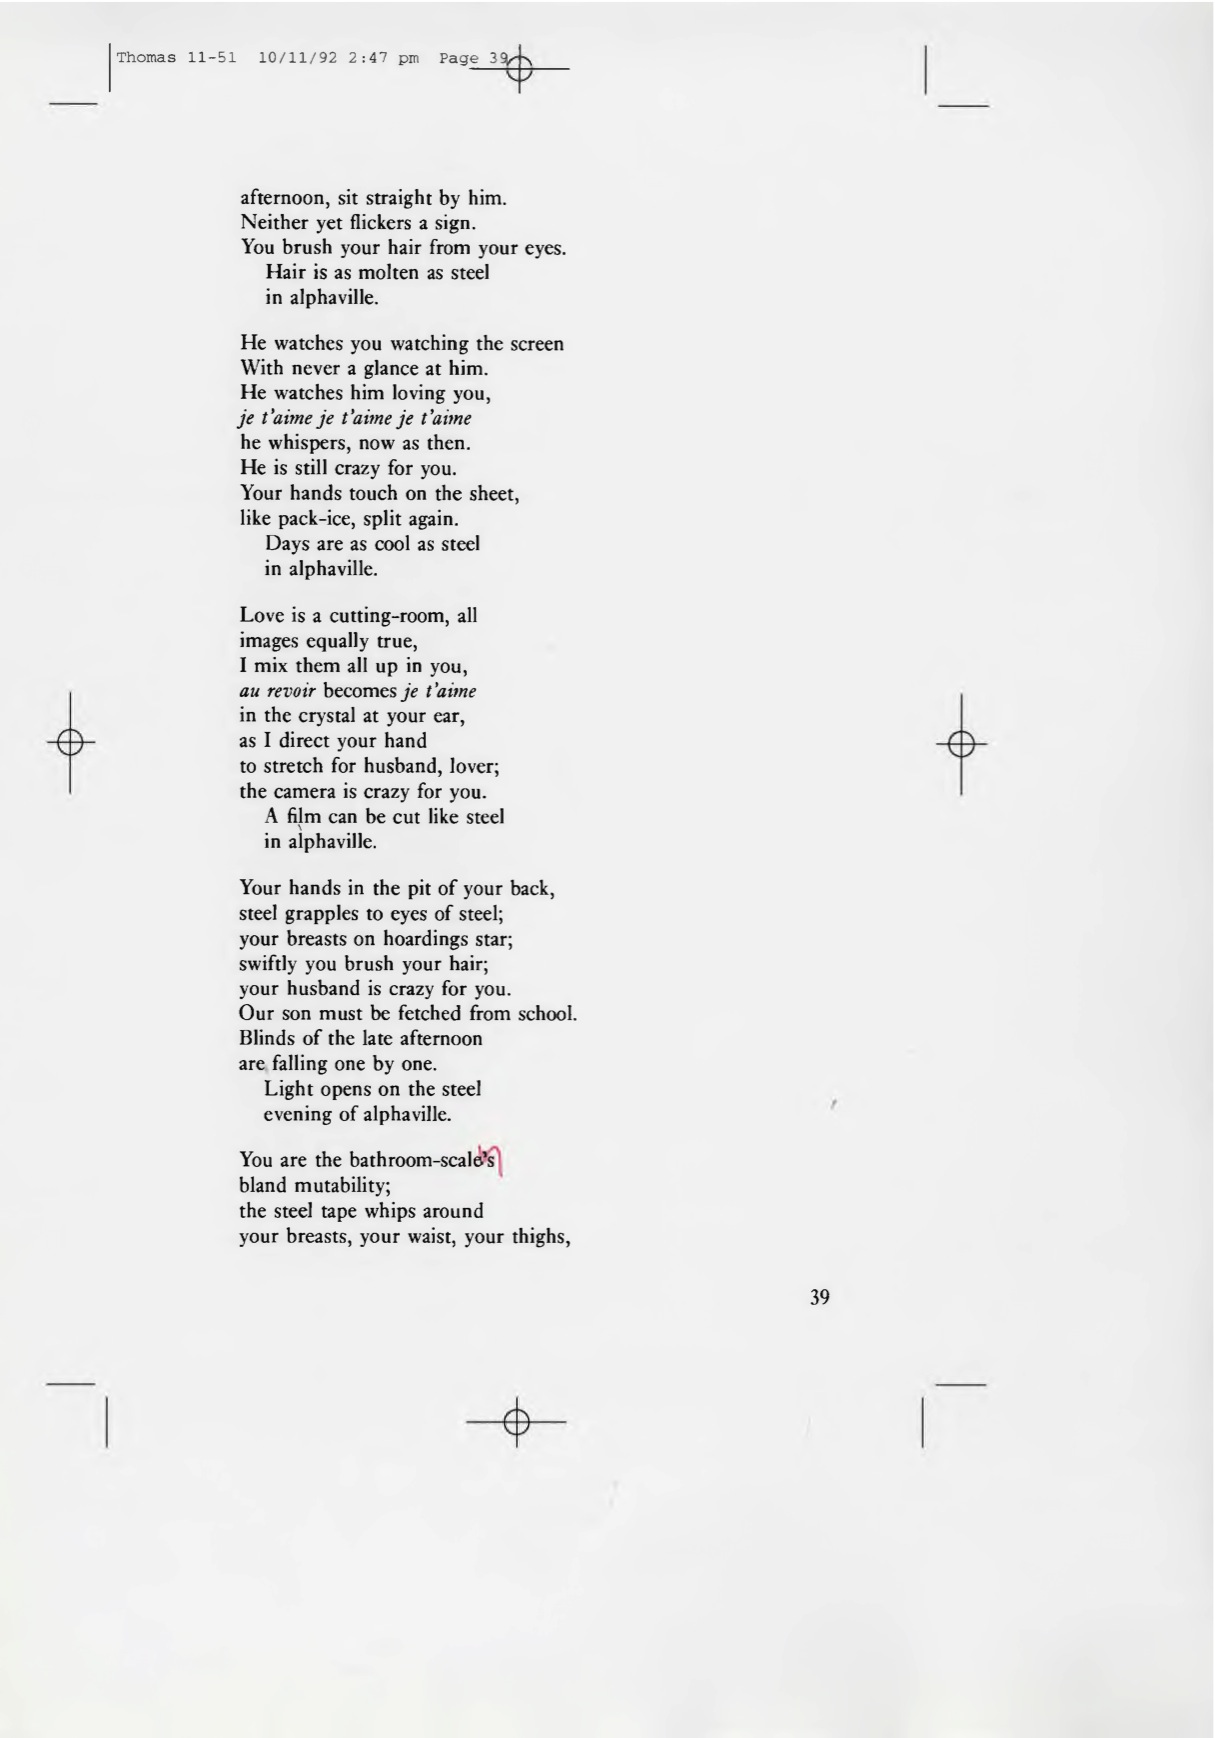 Thomas 11-51 10/11/92 2:47 pm Page 39
afternoon, sit straight by him.
Neither yet flickers a sign.
You brush your hair from your eyes.
Hair is as molten as steel
in alphaville.
He watches you watching the screen
With never a glance at him.
He watches him loving you,
je t'aime je t'aime je t'aime
he whispers, now as then.
He is still crazy for you.
Your hands touch on the sheet,
like pack-ice, split again.
Days are as cool as steel
in alphaville.
Love is a cutting-room, all
images equally true,
I mix them all up in you,
au revoir becomes je t'aime
in the crystal at your ear,
as I direct your hand
to stretch for husband, lover;
the camera is crazy for you.
A film can be cut like steel
in alphaville.
Your hands in the pit of your back,
steel grapples to eyes of steel;
your breasts on hoardings star;
swiftly you brush your hair;
your husband is crazy for you.
Our son must be fetched from school.
Blinds of the late afternoon
are falling one by one.
Light opens on the steel
evening of alphaville.
You are the bathroom-scale's
bland mutability;
the steel tape whips around
your breasts, your waist, your thighs,
39